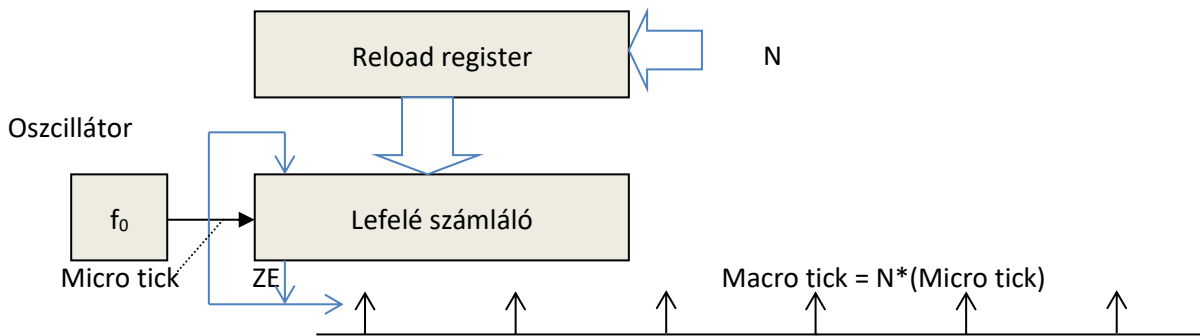 Reload register
N
Oszcillátor
f₀
Lefelé számláló
Micro tick
ZE
Macro tick = N*(Micro tick)